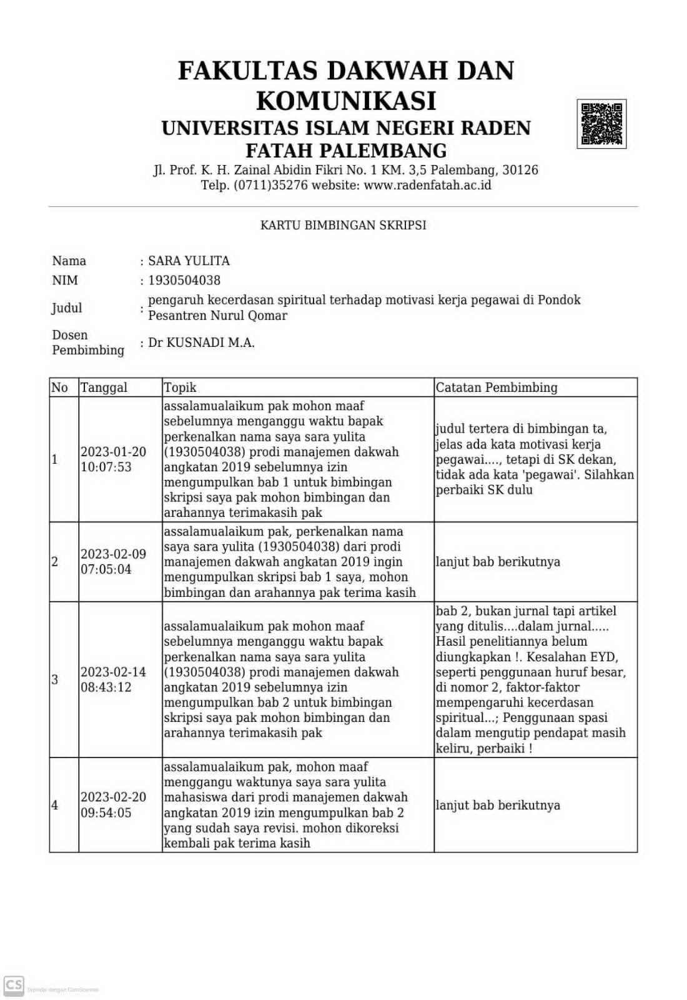 FAKULTAS DAKWAH DAN
KOMUNIKASI
UNIVERSITAS ISLAM NEGERI RADEN
FATAH PALEMBANG
Jl. Prof. K. H. Zainal Abidin Fikri No. 1 KM. 3,5 Palembang, 30126
Telp. (0711)35276 website: www.radenfatah.ac.id
KARTU BIMBINGAN SKRIPSI
Nama : SARA YULITA
NIM : 1930504038
Judul : pengaruh kecerdasan spiritual terhadap motivasi kerja pegawai di Pondok
Pesantren Nurul Qomar
Dosen
Pembimbing : Dr KUSNADI M.A.
No Tanggal Topik Catatan Pembimbing
1
2023-01-20
10:07:53
assalamualaikum pak mohon maaf
sebelumnya menganggu waktu bapak
perkenalkan nama saya sara yulita
(1930504038) prodi manajemen dakwah
angkatan 2019 sebelumnya izin
mengumpulkan bab 1 untuk bimbingan
skripsi saya pak mohon bimbingan dan
arahannya terimakasih pak
judul tertera di bimbingan ta,
jelas ada kata motivasi kerja
pegawai...., tetapi di SK dekan,
tidak ada kata 'pegawai'. Silahkan
perbaiki SK dulu
2
2023-02-09
07:05:04
assalamualaikum pak, perkenalkan nama
saya sara yulita (1930504038) dari prodi
manajemen dakwah angkatan 2019 ingin
mengumpulkan skripsi bab 1 saya, mohon
bimbingan dan arahannya pak terima kasih
lanjut bab berikutnya
3
2023-02-14
08:43:12
assalamualaikum pak mohon maaf
sebelumnya menganggu waktu bapak
perkenalkan nama saya sara yulita
(1930504038) prodi manajemen dakwah
angkatan 2019 sebelumnya izin
mengumpulkan bab 2 untuk bimbingan
skripsi saya pak mohon bimbingan dan
arahannya terimakasih pak
bab 2, bukan jurnal tapi artikel
yang ditulis....dalam jurnal.....
Hasil penelitiannya belum
diungkapkan !. Kesalahan EYD,
seperti penggunaan huruf besar,
di nomor 2, faktor-faktor
mempengaruhi kecerdasan
spiritual...; Penggunaan spasi
dalam mengutip pendapat masih
keliru, perbaiki !
4
2023-02-20
09:54:05
assalamualaikum pak, mohon maaf
menggangu waktunya saya sara yulita
mahasiswa dari prodi manajemen dakwah
angkatan 2019 izin mengumpulkan bab 2
yang sudah saya revisi. mohon dikoreksi
kembali pak terima kasih
lanjut bab berikutnya
CS Dipindai dengan CamScanner